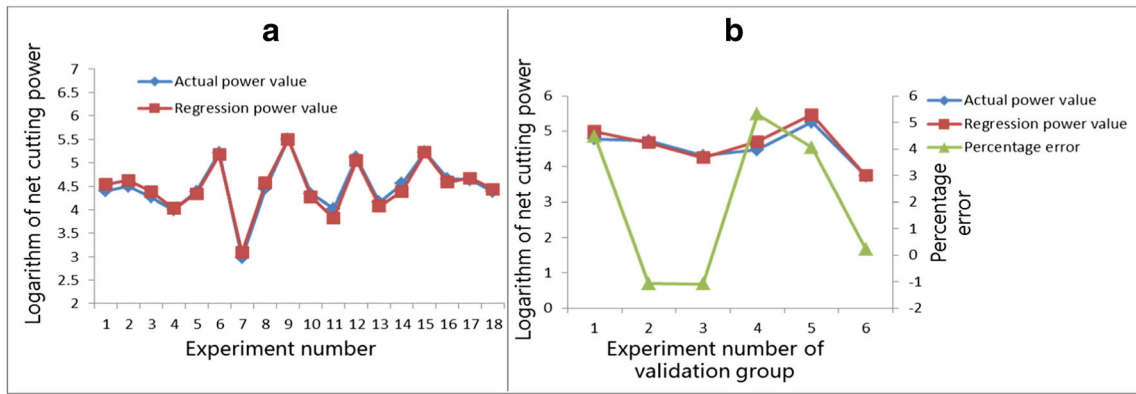 a
Logarithm of net cutting power
7
6.5
6
5.5
5
4.5
4
3.5
3
2.5
2
Actual power value
Regression power value
1 2 3 4 5 6 7 8 9 10 11 12 13 14 15 16 17 18
Experiment number
b
Logarithm of net cutting power
6
5
4
3
2
1
0
6
5
4
3
2
1
0
-1
-2
Percentage
error
Actual power value
Regression power value
Percentage error
1 2 3 4 5 6
Experiment number of
validation group